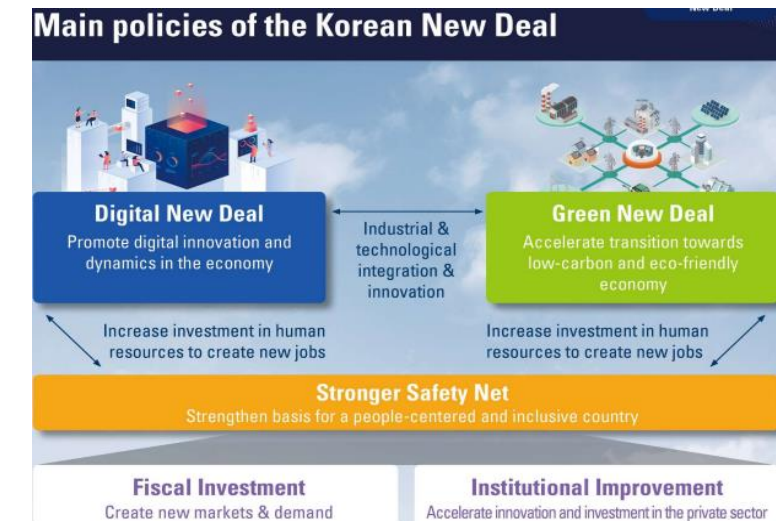 New Deal
Main policies of the Korean New Deal
Digital New Deal
Promote digital innovation and
dynamics in the economy
Industrial &
technological
integration &
innovation
Green New Deal
Accelerate transition towards
low-carbon and eco-friendly
economy
Increase investment in human
resources to create new jobs
Increase investment in human
resources to create new jobs
Stronger Safety Net
Strengthen basis for a people-centered and inclusive country
Fiscal Investment
Create new markets & demand
Institutional Improvement
Accelerate innovation and investment in the private sector